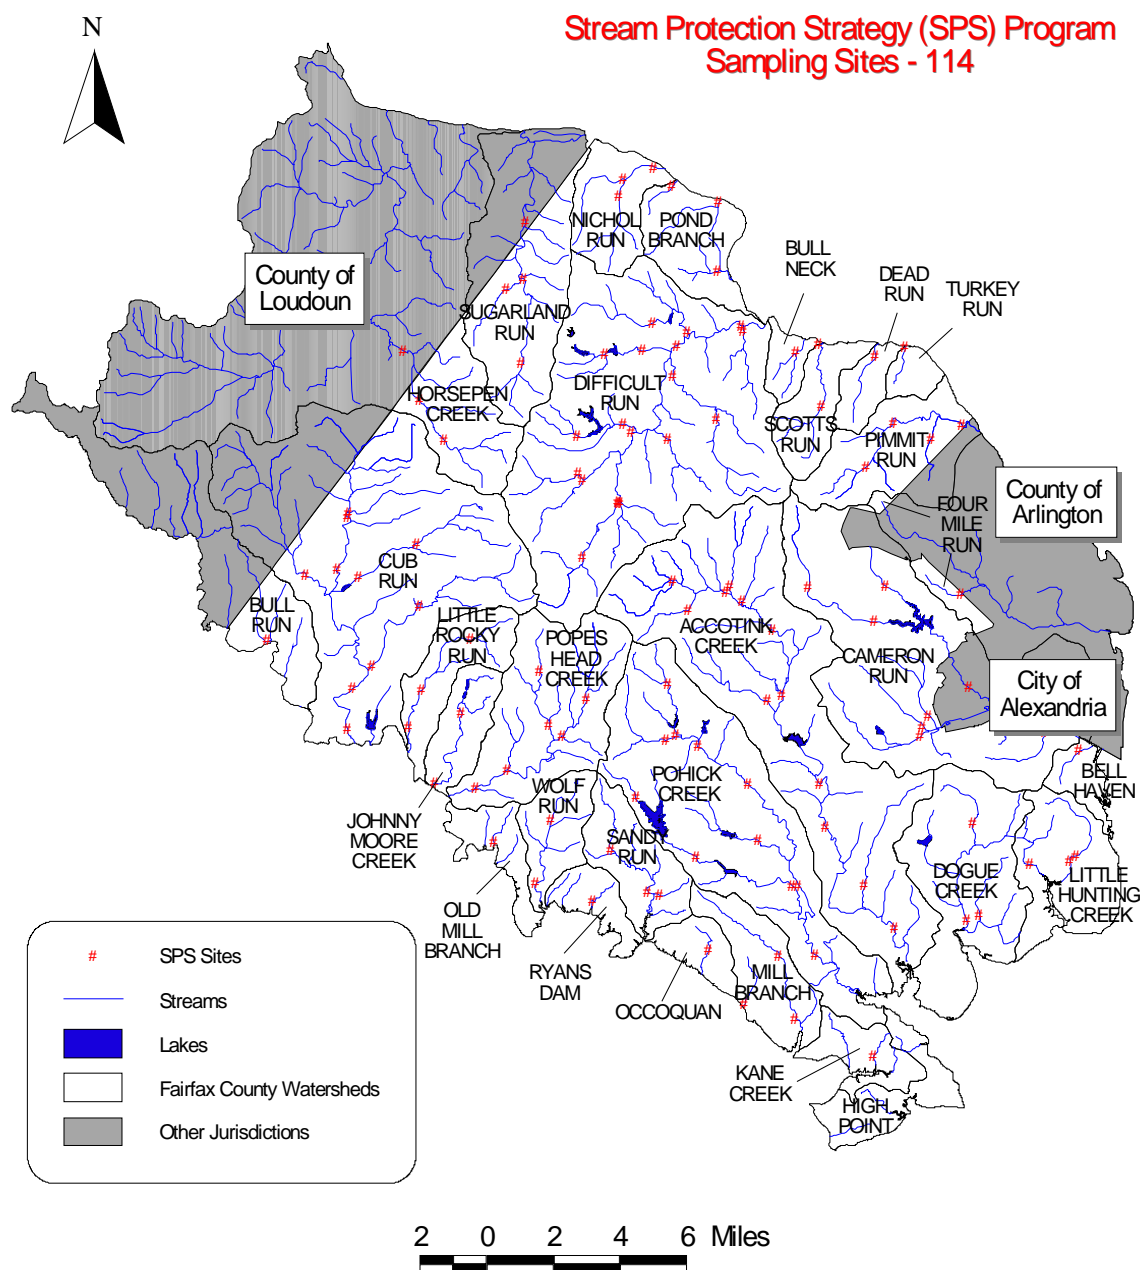 Stream Protection Strategy (SPS) Program
Sampling Sites - 114
N
NICHOL
RUN
POND
BRANCH
BULL
NECK
DEAD
RUN
TURKEY
RUN
County of
Loudoun
SUGARLAND
RUN
DIFFICULT
RUN
HORSEPEN
CREEK
SCOTTS
RUN
PIMMIT
RUN
County of
Arlington
FOUR
MILE
RUN
CUB
RUN
BULL
RUN
LITTLE
ROCKY
RUN
POPES
HEAD
CREEK
ACCOTINK
CREEK
CAMERON
RUN
City of
Alexandria
BELL
HAVEN
WOLF
RUN
POHICK
CREEK
JOHNNY
MOORE
CREEK
SANDY
RUN
DOGUE
CREEK
LITTLE
HUNTING
CREEK
OLD
MILL
BRANCH
RYANS
DAM
OCCOQUAN
MILL
BRANCH
KANE
CREEK
HIGH
POINT
# SPS Sites
Streams
Lakes
Fairfax County Watersheds
Other Jurisdictions
2 0 2 4 6 Miles